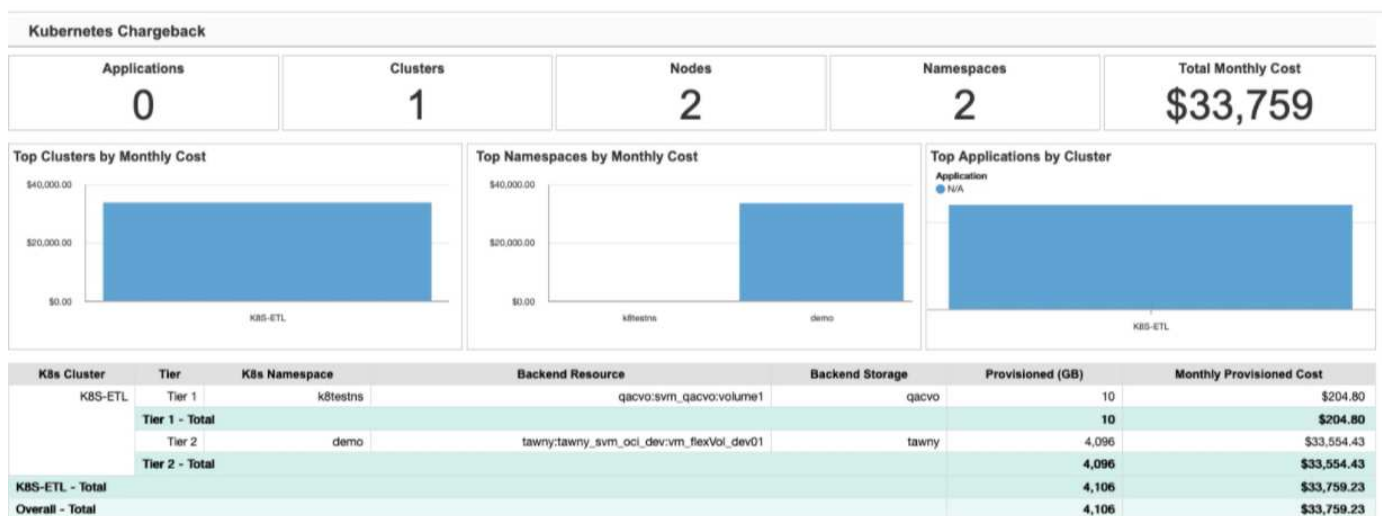 Kubernetes Chargeback
Applications Clusters Nodes Namespaces Total Monthly Cost
0 1 2 2 $33,759
Top Clusters by Monthly Cost
$40,000.00
$20,000.00
$0.00
K8S-ETL
Top Namespaces by Monthly Cost
$40,000.00
$20,000.00
$0.00
k8testns demo
Top Applications by Cluster
Application
N/A
K8S-ETL
K8s Cluster Tier K8s Namespace Backend Resource Backend Storage Provisioned (GB) Monthly Provisioned Cost
K8S-ETL Tier 1 k8testns qacvo:svm_qacvo:volume1 qacvo 10 $204.80
Tier 1 - Total 10 $204.80
Tier 2 demo tawny:tawny_svm_oci_dev:vm_flexVol_dev01 tawny 4,096 $33,554.43
Tier 2 - Total 4,096 $33,554.43
K8S-ETL - Total 4,106 $33,759.23
Overall - Total 4,106 $33,759.23